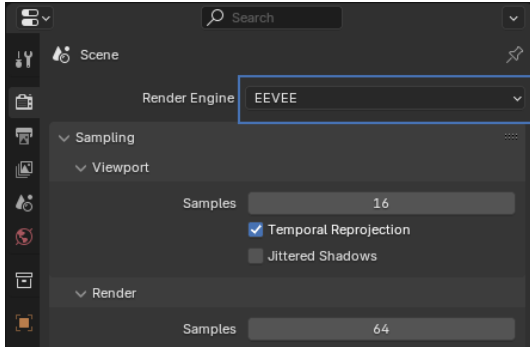 Search
Scene
Render Engine EEVEE
Sampling
Viewport
Samples 16
Temporal Reprojection
Jittered Shadows
Render
Samples 64